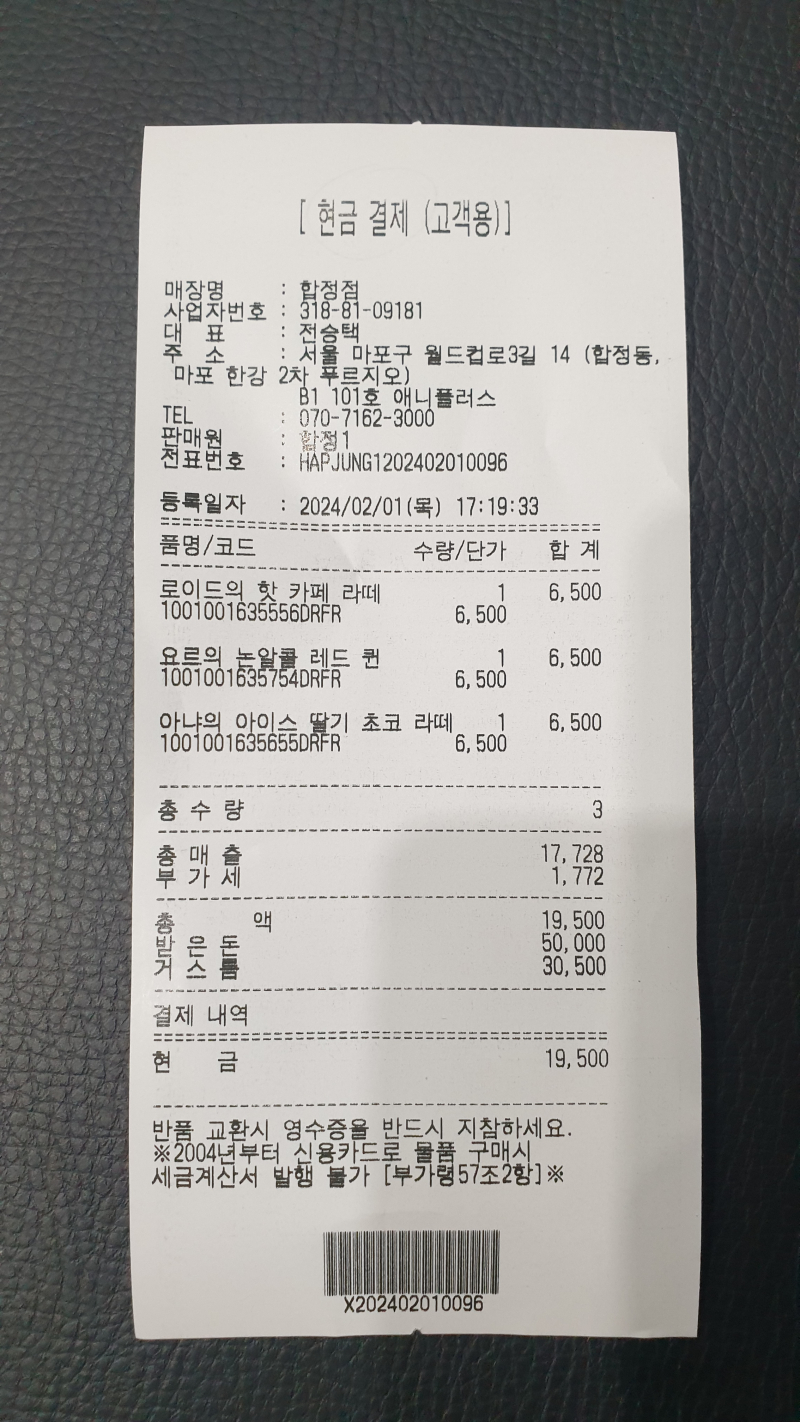 [ 현금 결제 (고객용)]
매장명 : 합정점
사업자번호 : 318-81-09181
대 표 : 전승택
주 소 : 서울 마포구 월드컵로3길 14 (합정동,
마포 한강 2차 푸르지오)
B1 101호 애니플러스
TEL : 070-7162-3000
판매원 : 합정1
전표번호 : HAPJUNG1202402010096
등록일자 : 2024/02/01(목) 17:19:33
품명/코드 수량/단가 합 계
로이드의 핫 카페 라떼 1 6,500
1001001635556DRFR 6,500
요르의 논알콜 레드 퀸 1 6,500
1001001635754DRFR 6,500
아냐의 아이스 딸기 초코 라떼 1 6,500
1001001635655DRFR 6,500
총 수 량 3
총 매 출 17,728
부 가 세 1,772
총 액 19,500
받 은 돈 50,000
거 스 름 30,500
결제 내역
현 금 19,500
반품 교환시 영수증을 반드시 지참하세요.
※2004년부터 신용카드로 물품 구매시
세금계산서 발행 불가 [부가령57조2항]※
X202402010096